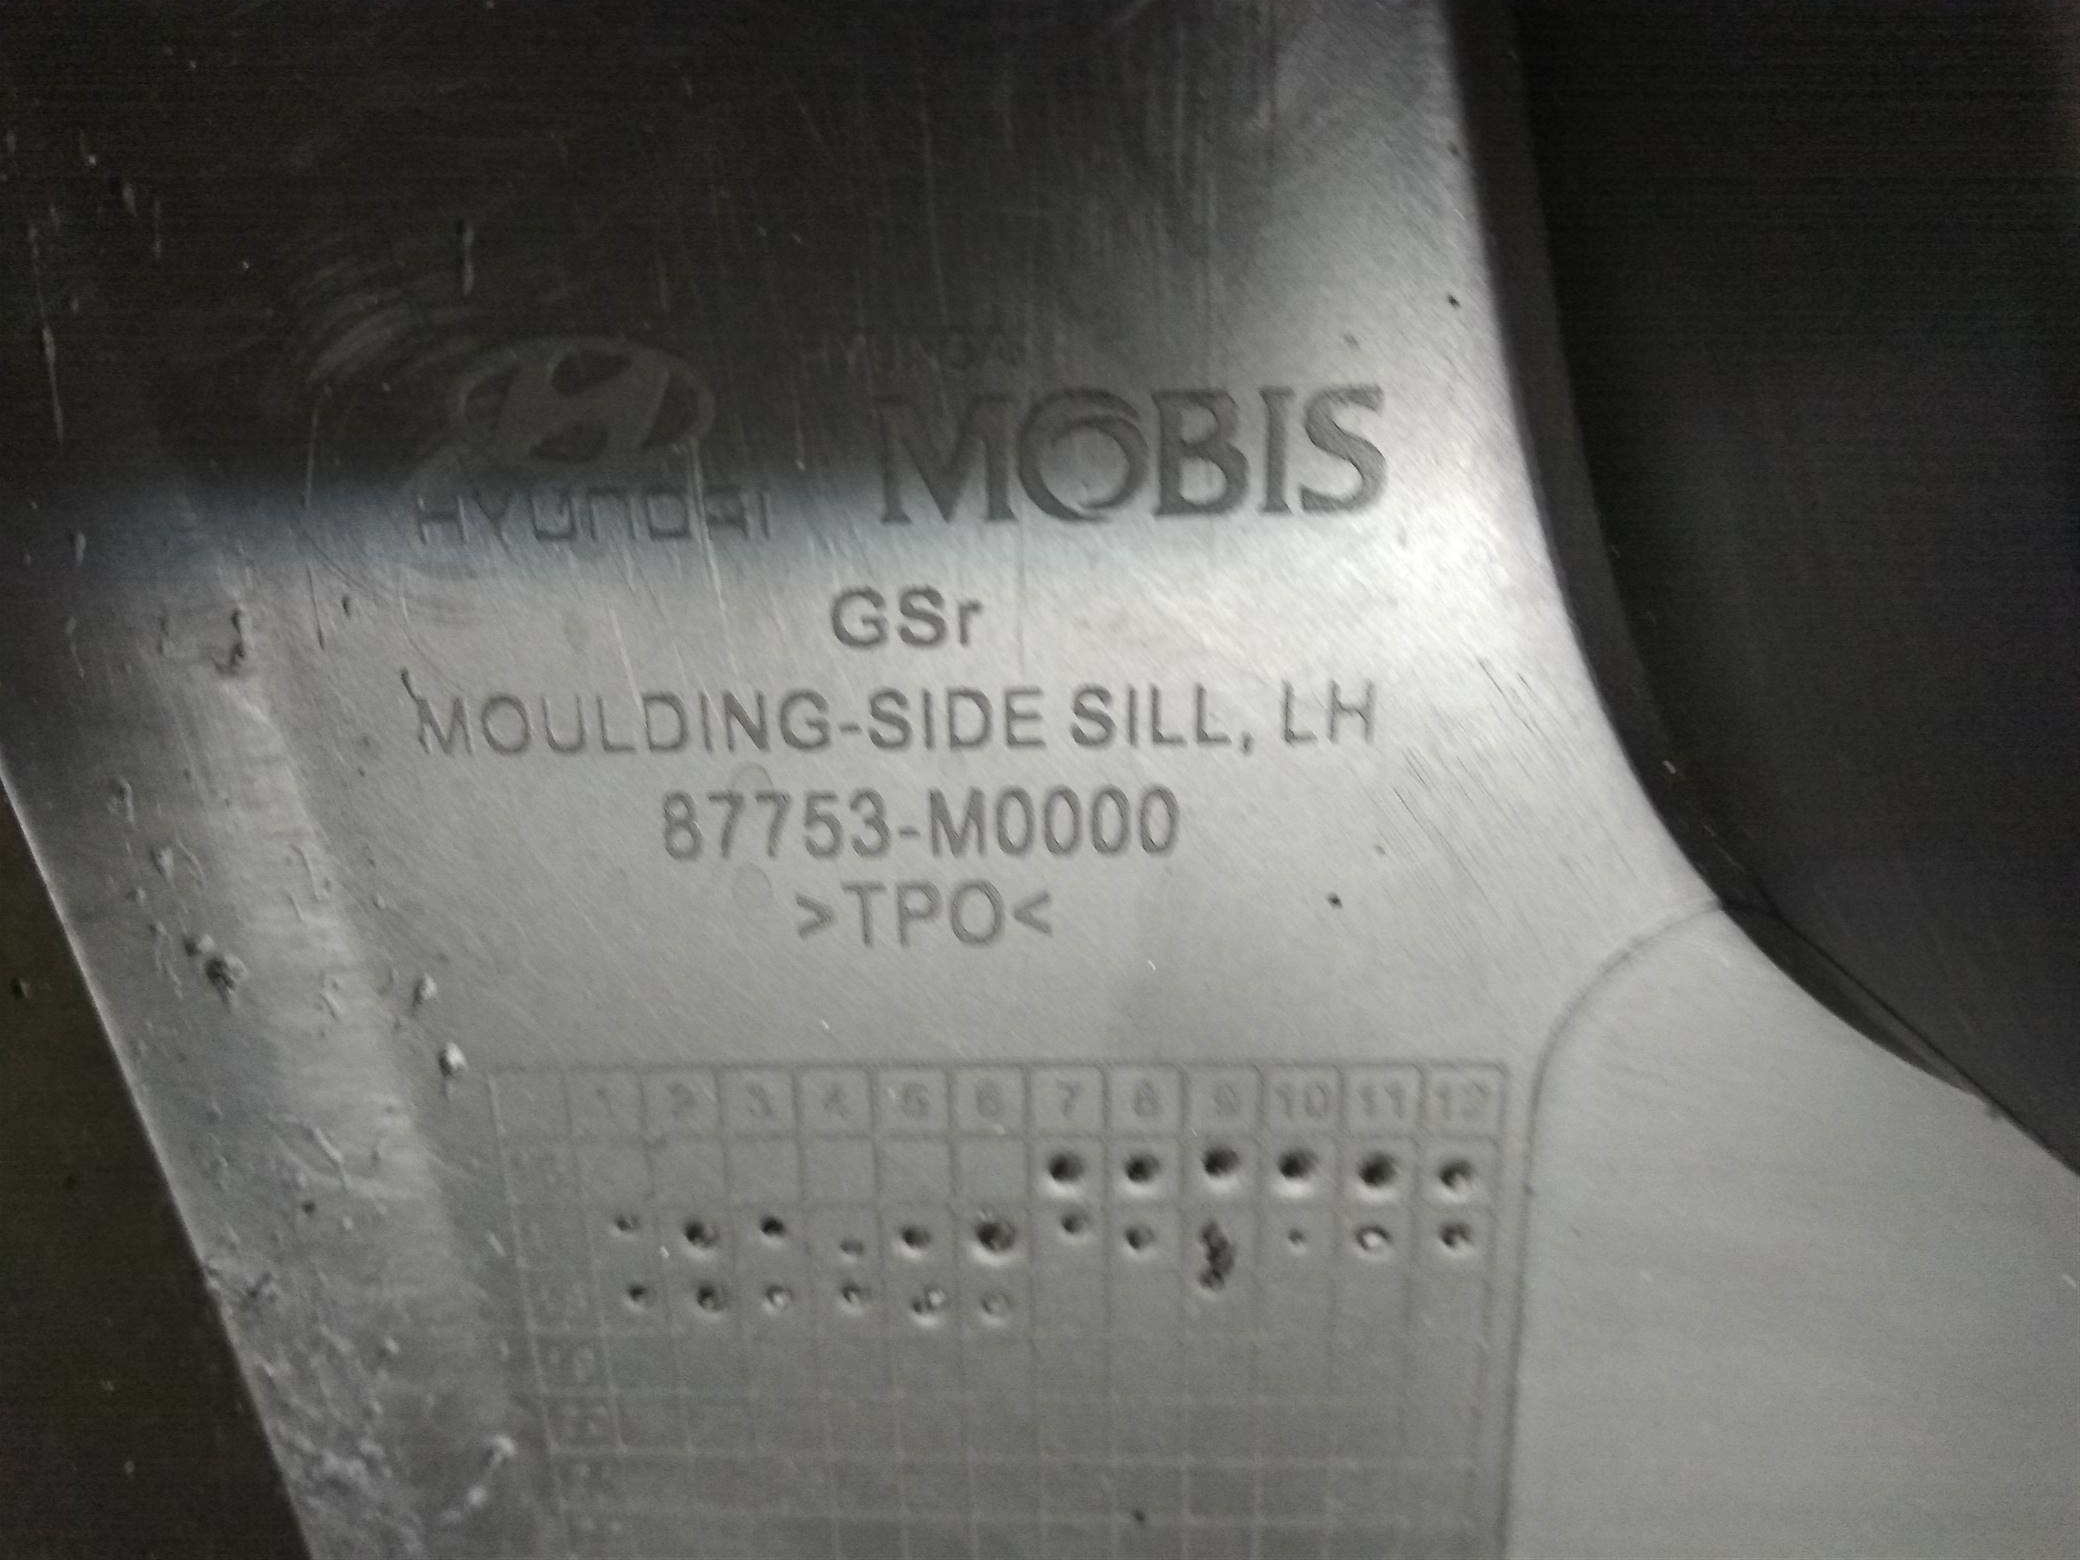 HYUNDAI
HYUNDAI
MOBIS
GSr
MOULDING-SIDE SILL, LH
87753-M0000
>TPO<
1 2 3 4 5 6 7 8 9 10 11 12